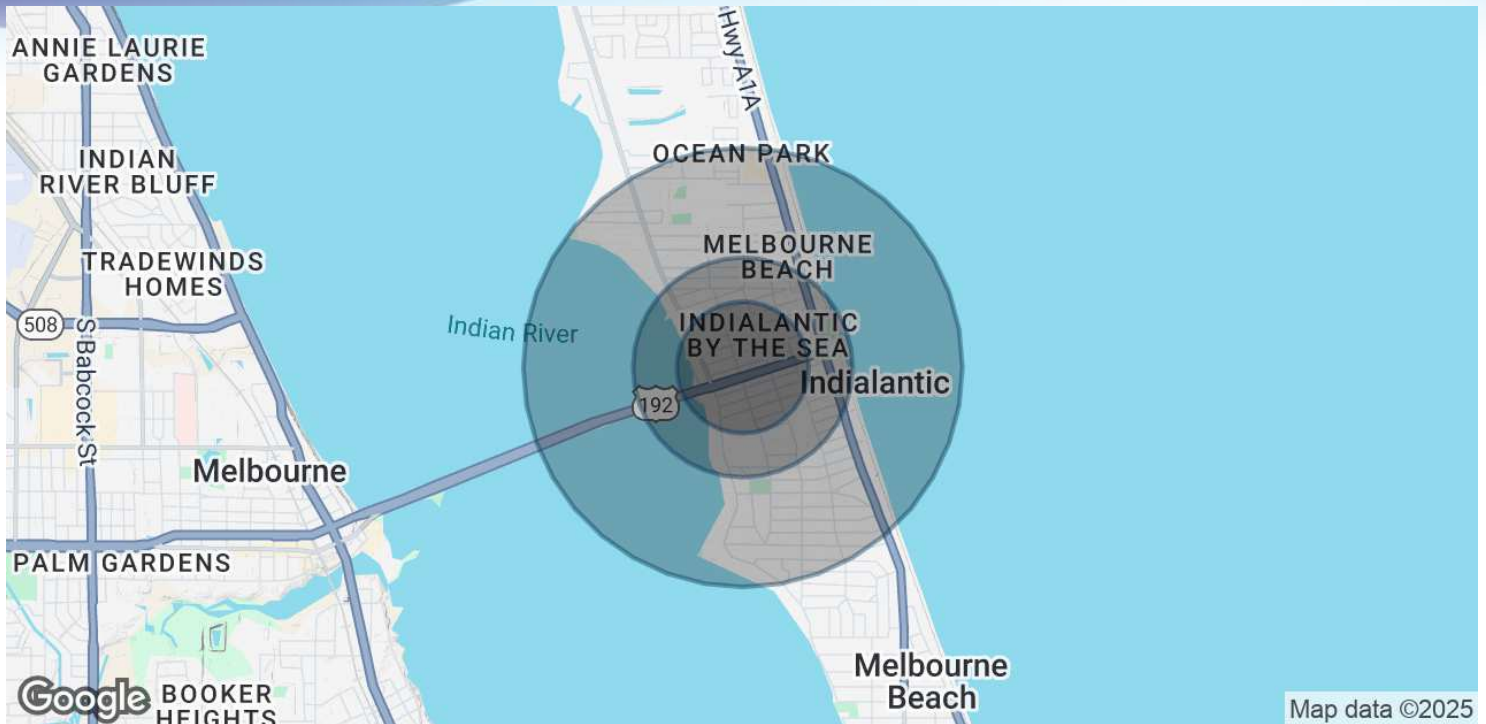 ANNIE LAURIE
GARDENS
Hwy A1A
INDIAN
RIVER BLUFF
OCEAN PARK
TRADEWINDS
HOMES
MELBOURNE
BEACH
508
S Babcock St
Indian River
INDIALANTIC
BY THE SEA
Indialantic
192
Melbourne
PALM GARDENS
Melbourne
Beach
Google
BOOKER
HEIGHTS
Map data ©2025